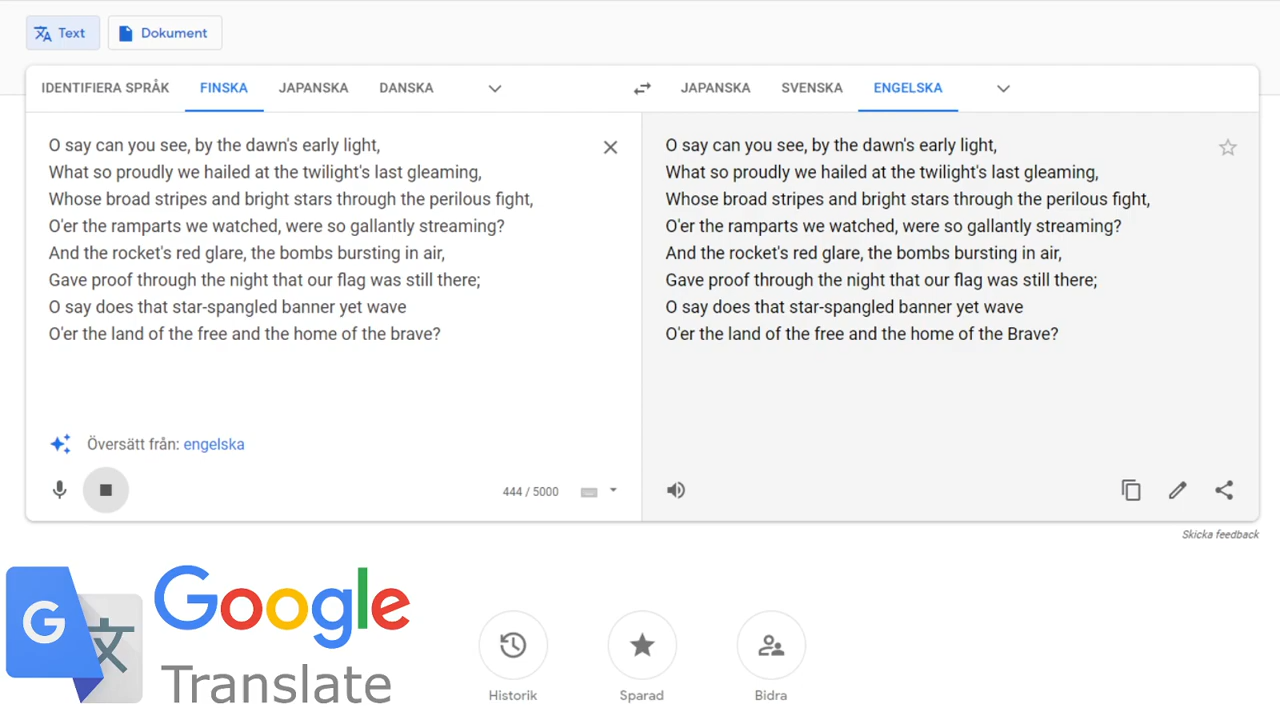 Text Dokument
IDENTIFIERA SPRÅK FINSKA JAPANSKA DANSKA JAPANSKA SVENSKA ENGELSKA
O say can you see, by the dawn's early light,
What so proudly we hailed at the twilight's last gleaming,
Whose broad stripes and bright stars through the perilous fight,
O'er the ramparts we watched, were so gallantly streaming?
And the rocket's red glare, the bombs bursting in air,
Gave proof through the night that our flag was still there;
O say does that star-spangled banner yet wave
O'er the land of the free and the home of the brave?
O say can you see, by the dawn's early light,
What so proudly we hailed at the twilight's last gleaming,
Whose broad stripes and bright stars through the perilous fight,
O'er the ramparts we watched, were so gallantly streaming?
And the rocket's red glare, the bombs bursting in air,
Gave proof through the night that our flag was still there;
O say does that star-spangled banner yet wave
O'er the land of the free and the home of the Brave?
Översätt från: engelska
444 / 5000
Skicka feedback
G 文
Google
Translate
Historik Sparad Bidra